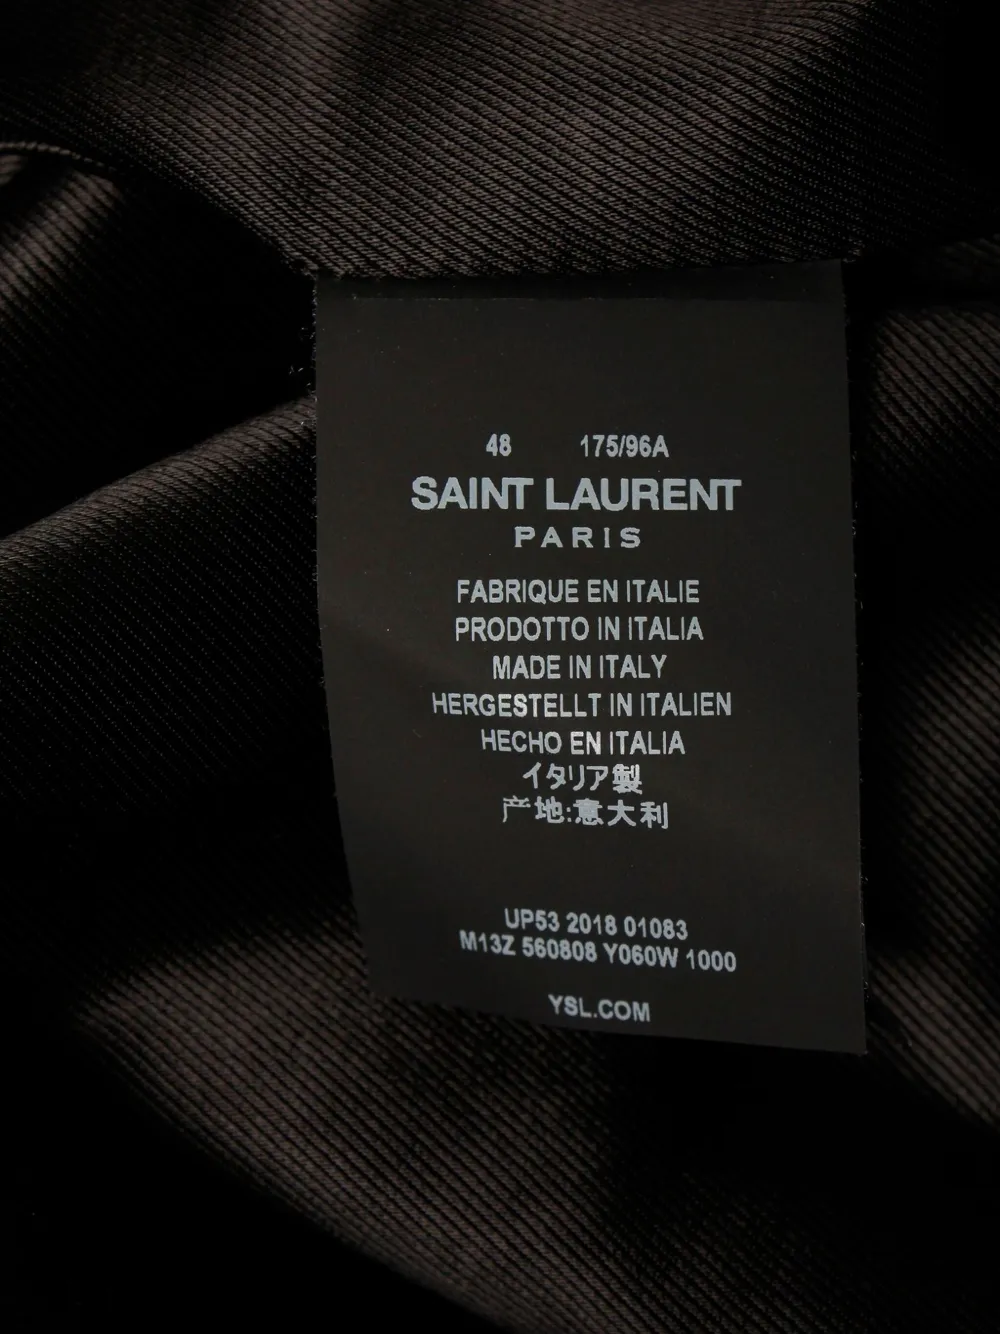 48 175/96A
SAINT LAURENT
PARIS
FABRIQUE EN ITALIE
PRODOTTO IN ITALIA
MADE IN ITALY
HERGESTELLT IN ITALIEN
HECHO EN ITALIA
イタリア製
产地:意大利
UP53 2018 01083
M13Z 560808 Y060W 1000
YSL.COM